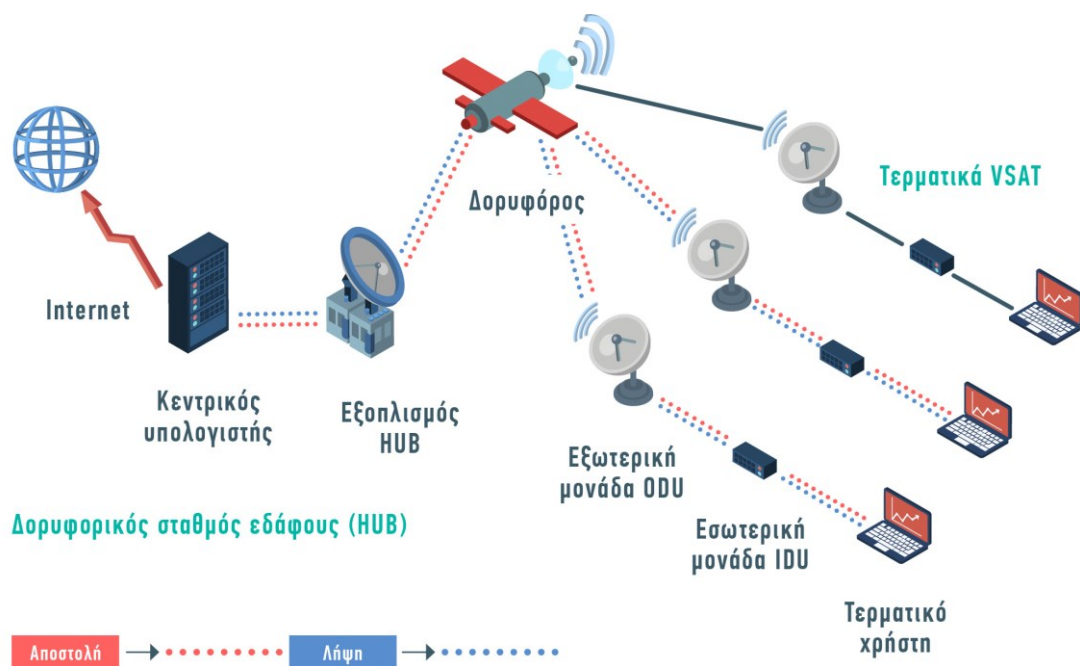 Δορυφόρος
Τερματικά VSAT
Internet
Κεντρικός
υπολογιστής
Εξοπλισμός
HUB
Εξωτερική
μονάδα ODU
Εσωτερική
μονάδα IDU
Τερματικό
χρήστη
Δορυφορικός σταθμός εδάφους (HUB)
Αποστολή
Λήψη